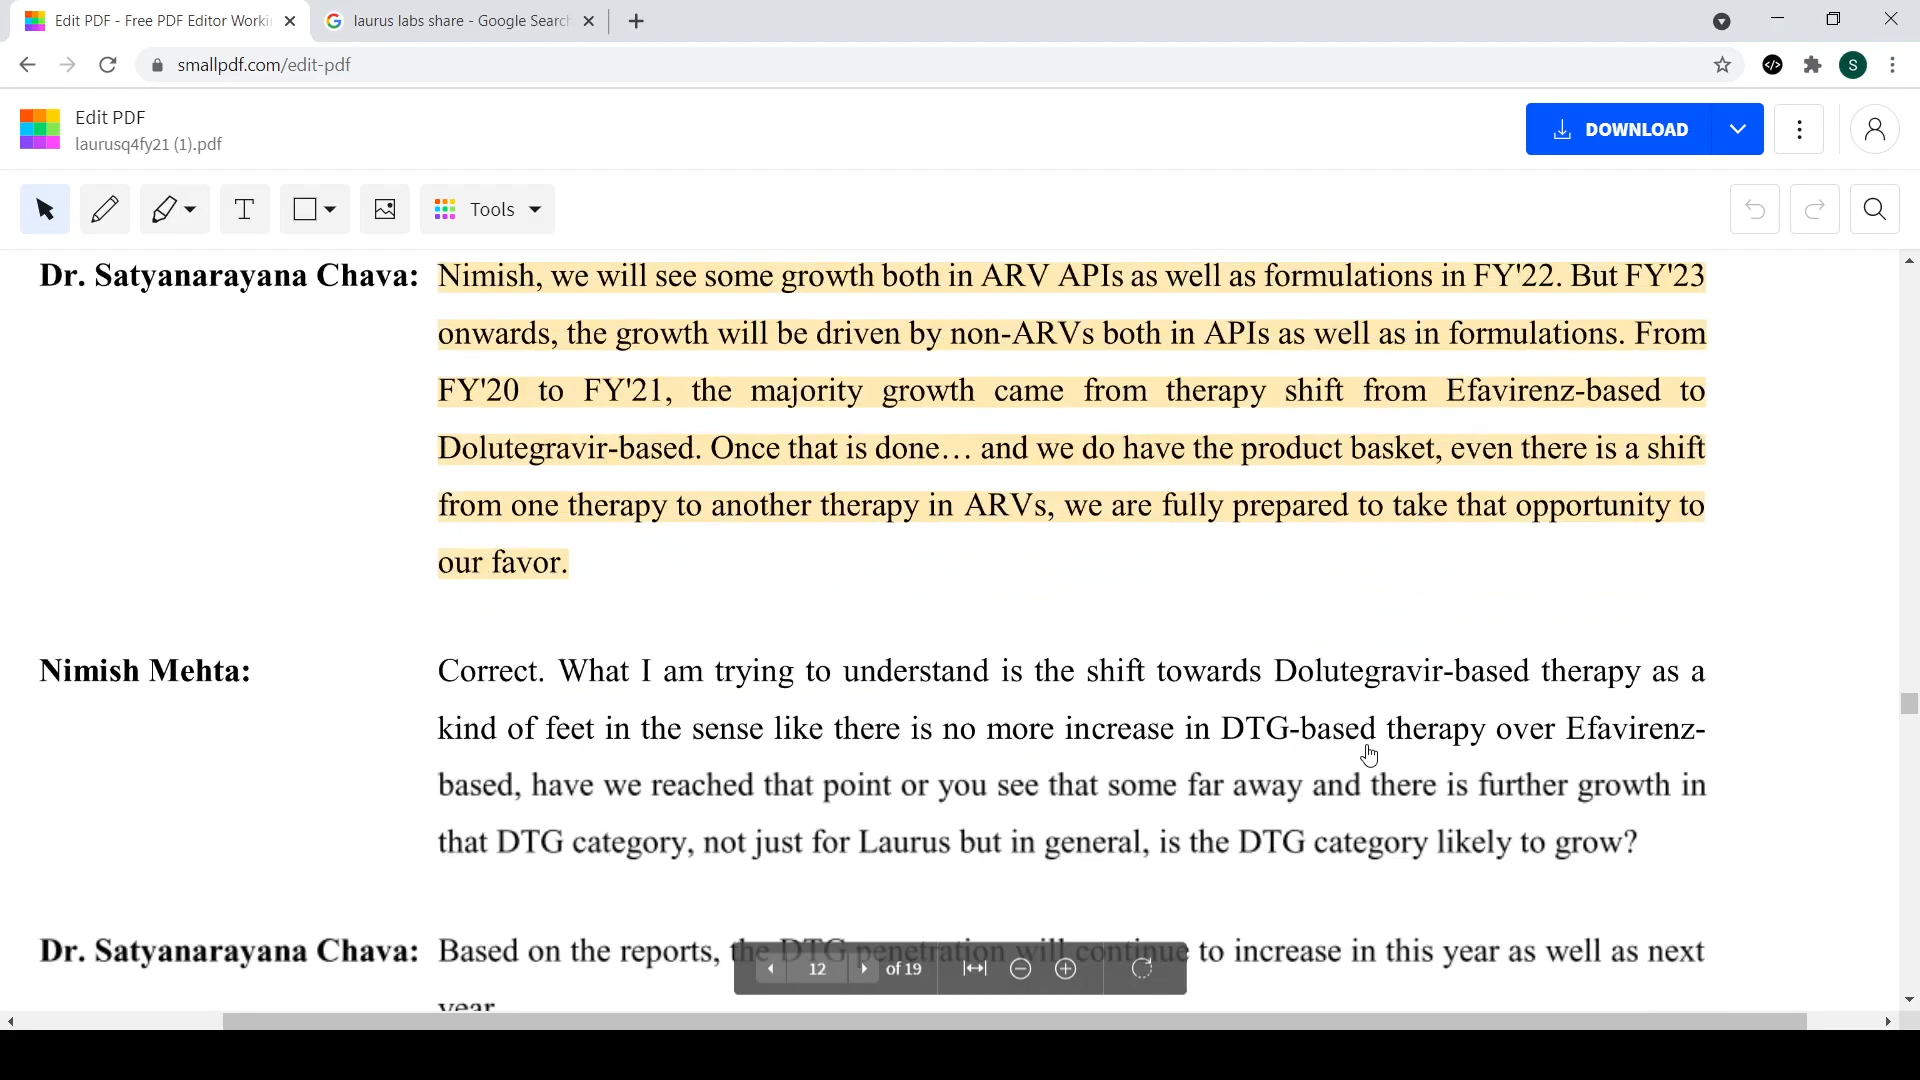 Edit PDF - Free PDF Editor Worki
laurus labs share - Google Search
smallpdf.com/edit-pdf
S
Edit PDF
laurusq4fy21 (1).pdf
DOWNLOAD
T
Tools
Dr. Satyanarayana Chava: Nimish, we will see some growth both in ARV APIs as well as formulations in FY'22. But FY'23
onwards, the growth will be driven by non-ARVs both in APIs as well as in formulations. From
FY'20 to FY'21, the majority growth came from therapy shift from Efavirenz-based to
Dolutegravir-based. Once that is done… and we do have the product basket, even there is a shift
from one therapy to another therapy in ARVs, we are fully prepared to take that opportunity to
our favor.
Nimish Mehta: Correct. What I am trying to understand is the shift towards Dolutegravir-based therapy as a
kind of feet in the sense like there is no more increase in DTG-based therapy over Efavirenz-
based, have we reached that point or you see that some far away and there is further growth in
that DTG category, not just for Laurus but in general, is the DTG category likely to grow?
Dr. Satyanarayana Chava: Based on the reports, the DTG penetration will continue to increase in this year as well as next
year
12 of 19